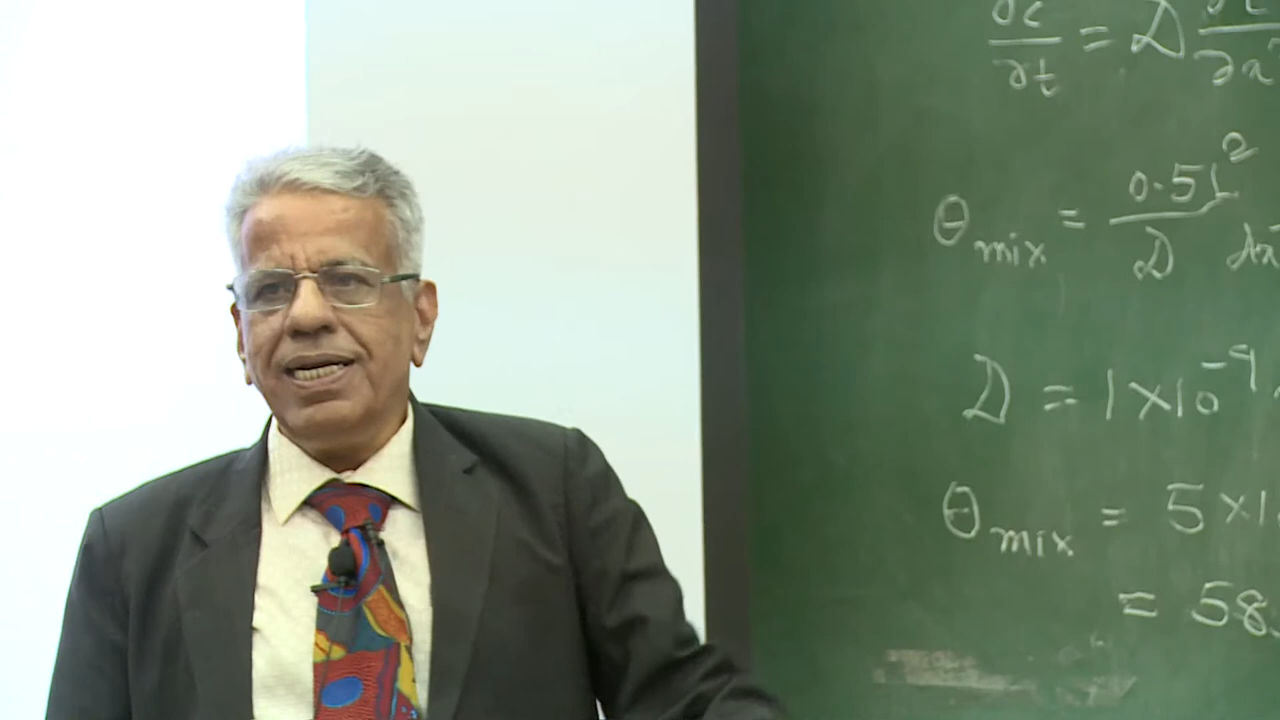 ∂c/∂t = D ∂c/∂x
θmix = 0.5L²/D
D = 1×10⁻⁹
θmix = 5×1
= 58